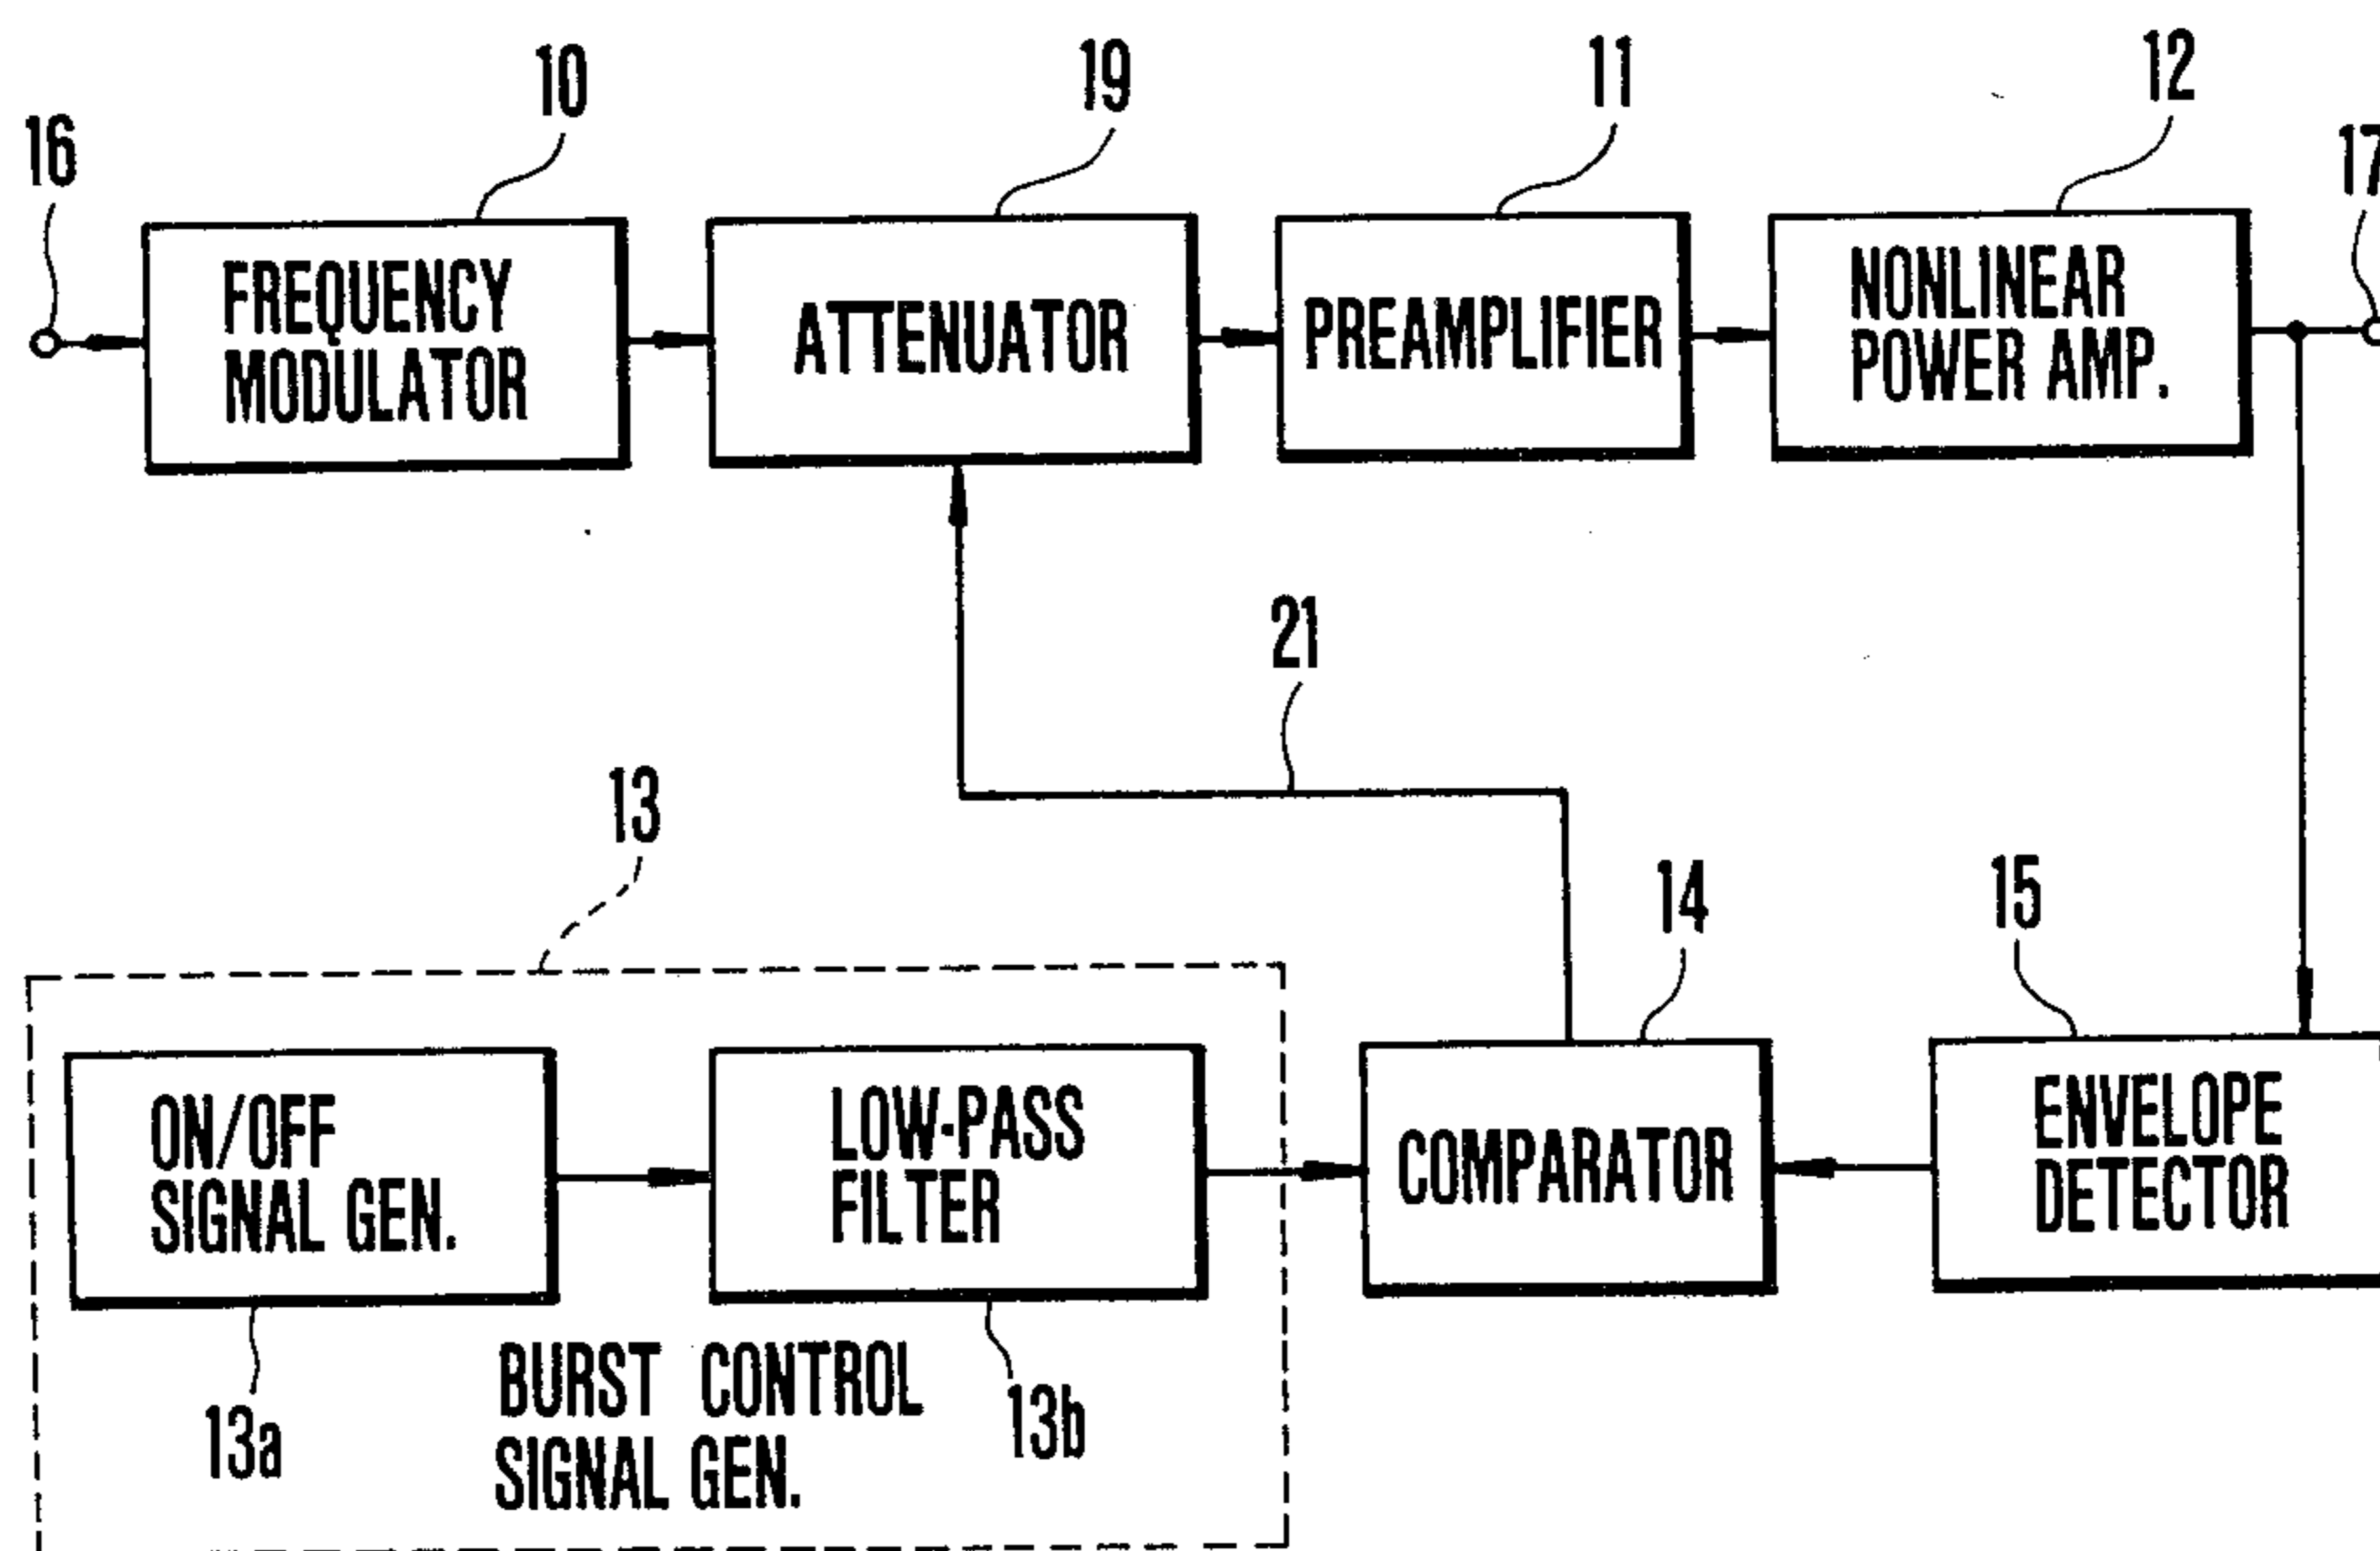 10
19
11
12
16
17
FREQUENCY
MODULATOR
ATTENUATOR
PREAMPLIFIER
NONLINEAR
POWER AMP.
21
13
14
15
ON/OFF
SIGNAL GEN.
LOW-PASS
FILTER
COMPARATOR
ENVELOPE
DETECTOR
13a
BURST CONTROL
SIGNAL GEN.
13b